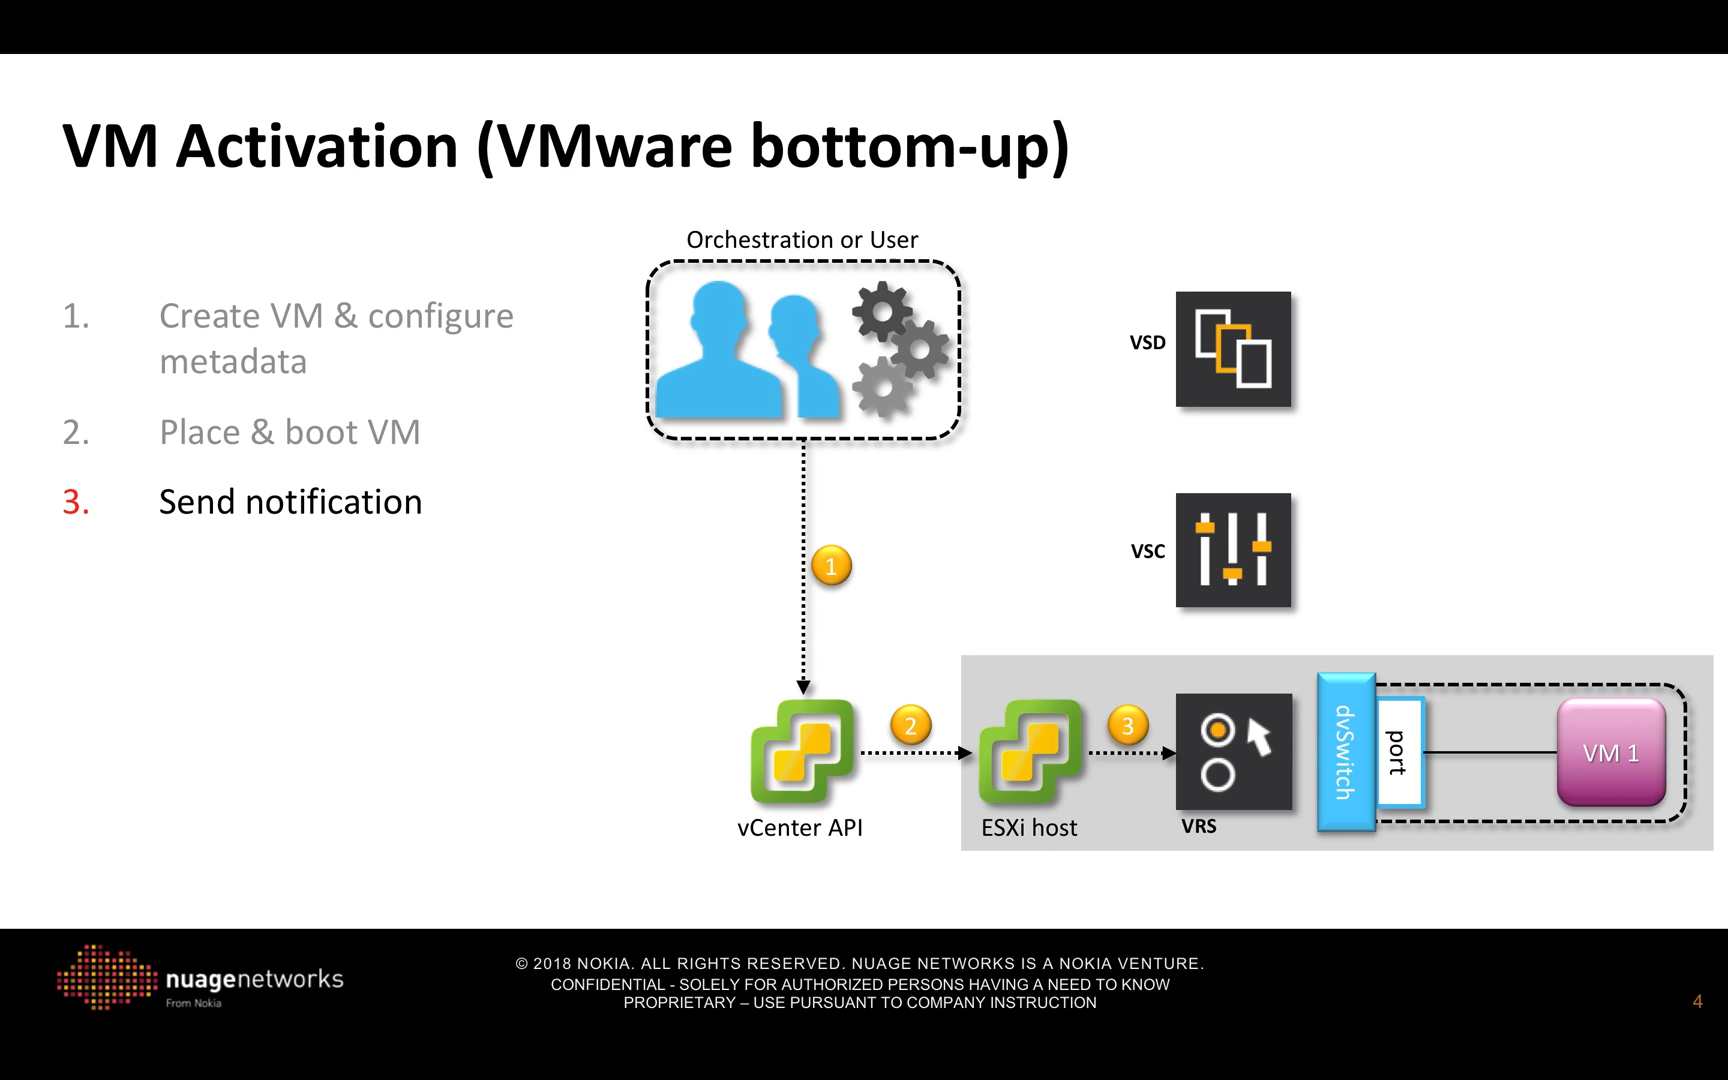 VM Activation (VMware bottom-up)
1. Create VM & configure
metadata
2. Place & boot VM
3. Send notification
Orchestration or User
VSD
VSC
1
2
3
vCenter API
ESXi host
VRS
dvSwitch
port
VM 1
nuagenetworks
From Nokia
© 2018 NOKIA. ALL RIGHTS RESERVED. NUAGE NETWORKS IS A NOKIA VENTURE.
CONFIDENTIAL - SOLELY FOR AUTHORIZED PERSONS HAVING A NEED TO KNOW
PROPRIETARY – USE PURSUANT TO COMPANY INSTRUCTION
4